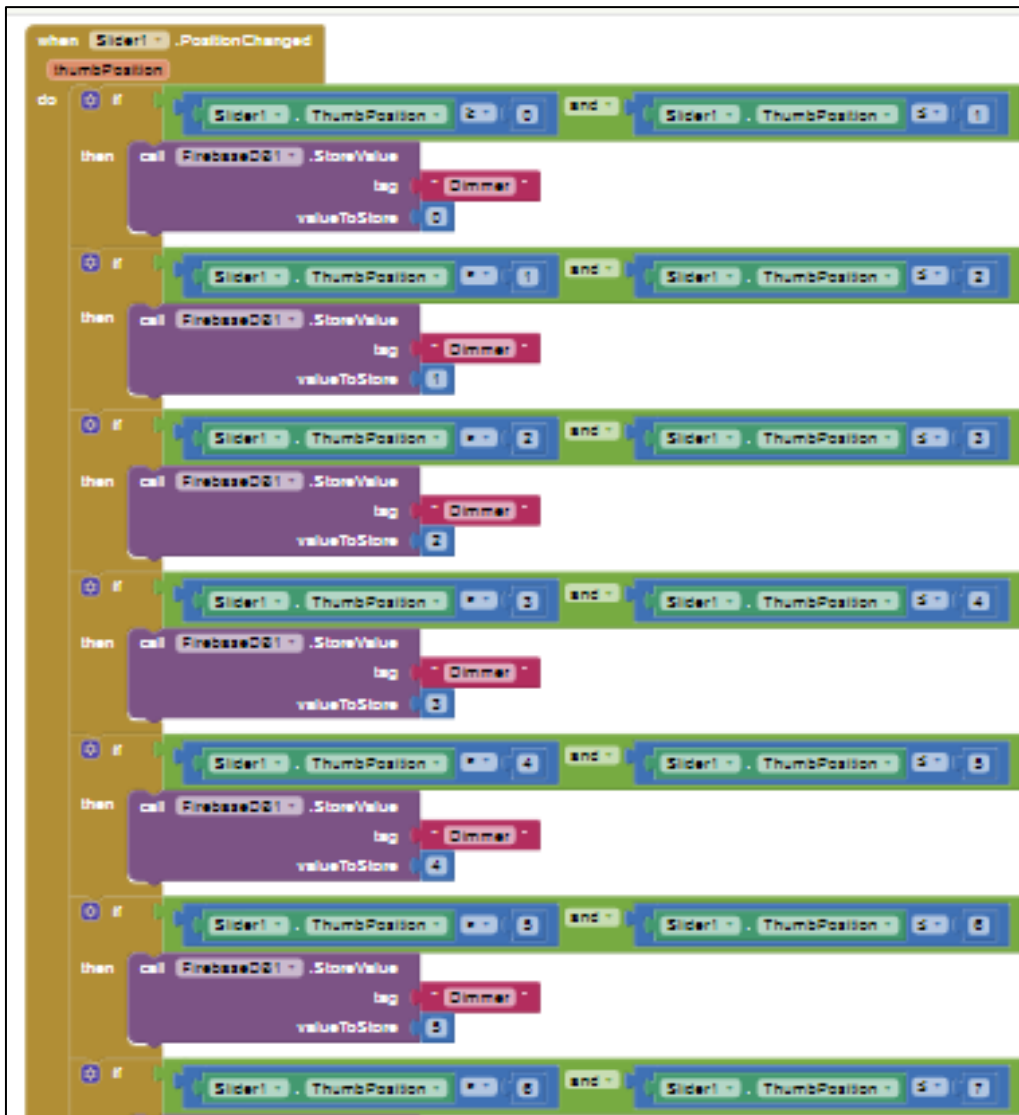 when Slider1 .PositionChanged
thumbPosition
do if Slider1 . ThumbPosition ≥ 0 and Slider1 . ThumbPosition ≤ 1
then call FirebaseDB1 .StoreValue
tag " Dimmer "
valueToStore 0
if Slider1 . ThumbPosition 1 and Slider1 . ThumbPosition ≤ 2
then call FirebaseDB1 .StoreValue
tag " Dimmer "
valueToStore 1
if Slider1 . ThumbPosition 2 and Slider1 . ThumbPosition ≤ 3
then call FirebaseDB1 .StoreValue
tag " Dimmer "
valueToStore 2
if Slider1 . ThumbPosition 3 and Slider1 . ThumbPosition ≤ 4
then call FirebaseDB1 .StoreValue
tag " Dimmer "
valueToStore 3
if Slider1 . ThumbPosition 4 and Slider1 . ThumbPosition ≤ 5
then call FirebaseDB1 .StoreValue
tag " Dimmer "
valueToStore 4
if Slider1 . ThumbPosition 5 and Slider1 . ThumbPosition ≤ 6
then call FirebaseDB1 .StoreValue
tag " Dimmer "
valueToStore 5
if Slider1 . ThumbPosition 6 and Slider1 . ThumbPosition ≤ 7